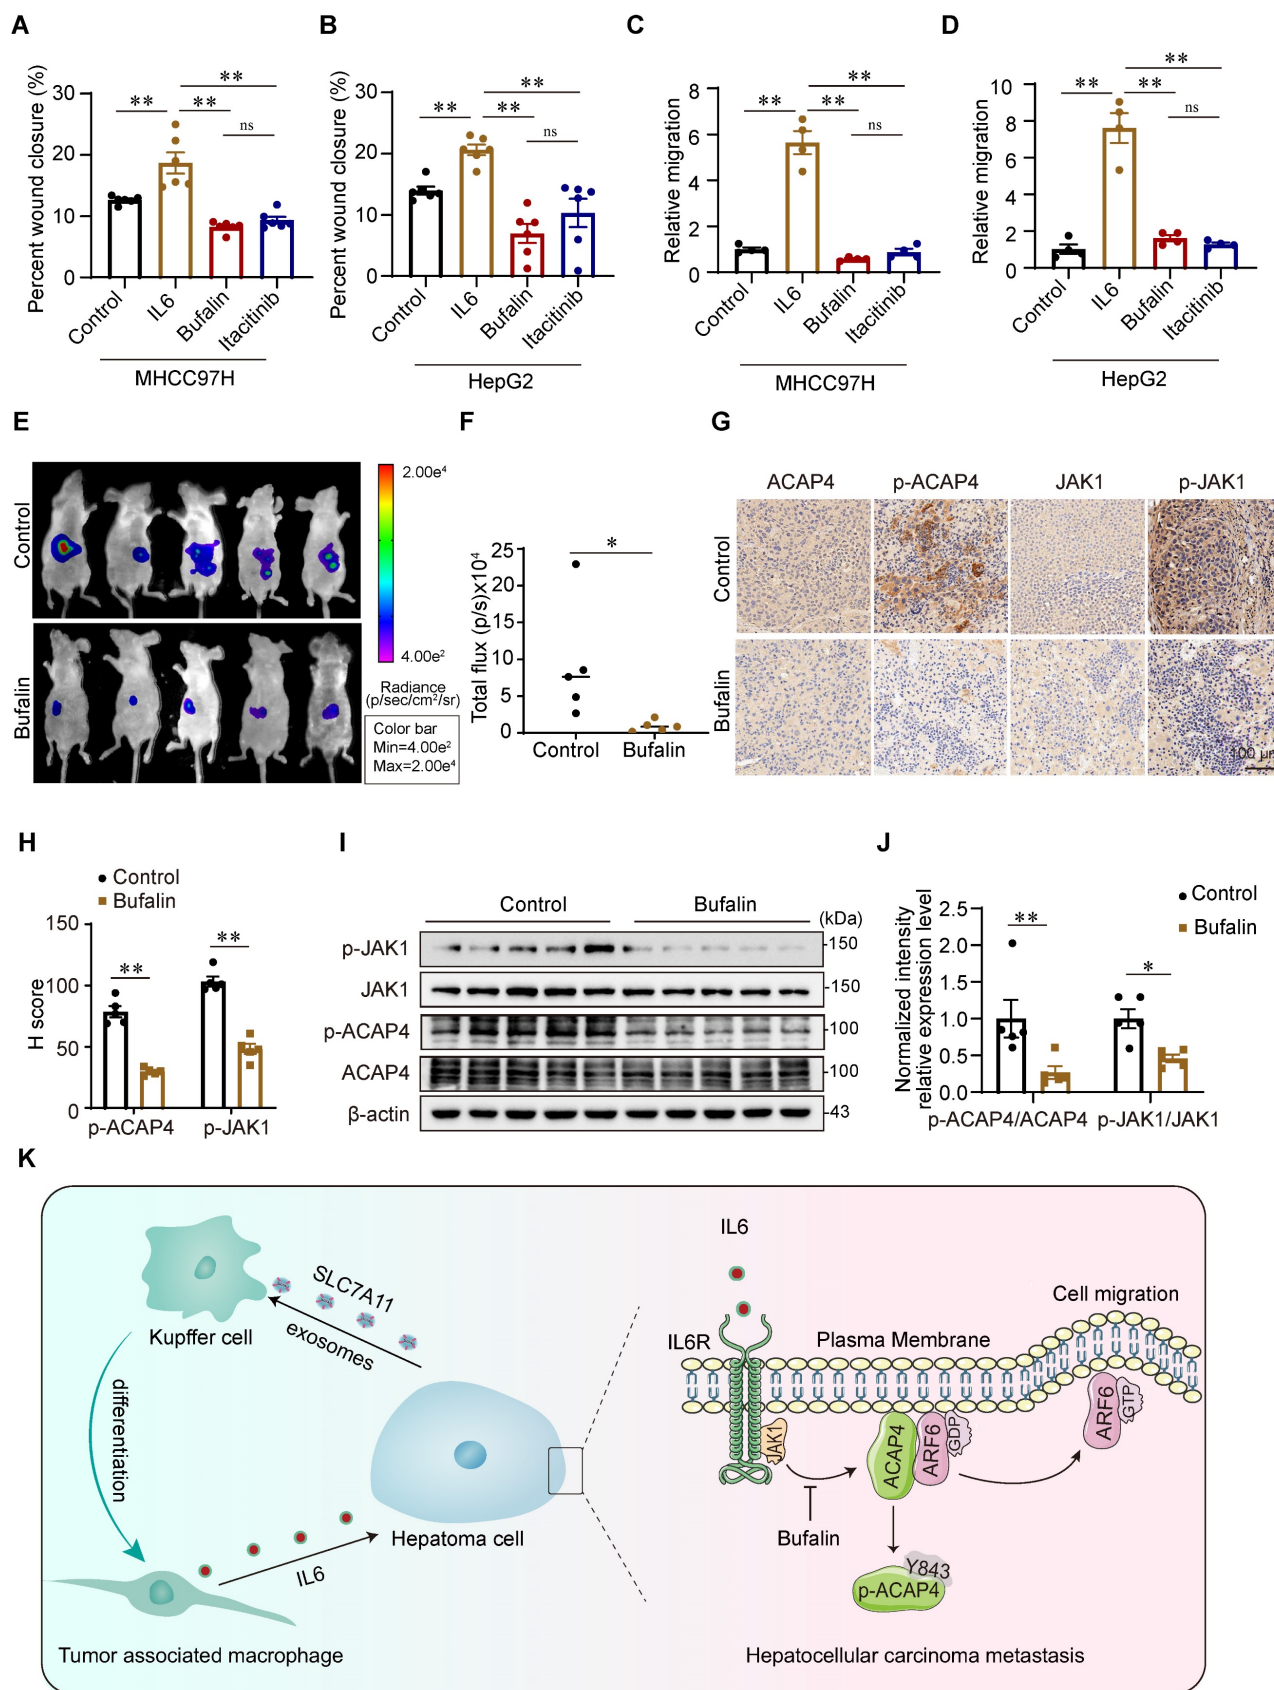 A
Percent wound closure (%)
30
20
10
0
** ** **
ns
Control
IL6
Bufalin
Itacitinib
MHCC97H
B
Percent wound closure (%)
30
20
10
0
** ** **
ns
Control
IL6
Bufalin
Itacitinib
HepG2
C
Relative migration
8
6
4
2
0
** ** **
ns
Control
IL6
Bufalin
Itacitinib
MHCC97H
D
Relative migration
10
8
6
4
2
0
** ** **
ns
Control
IL6
Bufalin
Itacitinib
HepG2
E
Control
Bufalin
2.00e⁴
4.00e²
Radiance
(p/sec/cm²/sr)
Color bar
Min=4.00e²
Max=2.00e⁴
F
Total flux (p/s)x10⁴
25
20
15
10
5
0
*
Control
Bufalin
G
ACAP4
p-ACAP4
JAK1
p-JAK1
Control
Bufalin
100 μm
H
Control
Bufalin
H score
150
100
50
0
**
**
p-ACAP4
p-JAK1
I
Control
Bufalin
(kDa)
p-JAK1
150
JAK1
150
p-ACAP4
100
ACAP4
100
β-actin
43
J
Control
Bufalin
Normalized intensity
relative expression level
2.5
2.0
1.5
1.0
0.5
0.0
**
*
p-ACAP4/ACAP4
p-JAK1/JAK1
K
Kupffer cell
SLC7A11
exosomes
differentiation
Hepatoma cell
IL6
Tumor associated macrophage
IL6
IL6R
Plasma Membrane
Cell migration
JAK1
ACAP4
ARF6
GDP
ARF6
GTP
Bufalin
Y843
p-ACAP4
Hepatocellular carcinoma metastasis